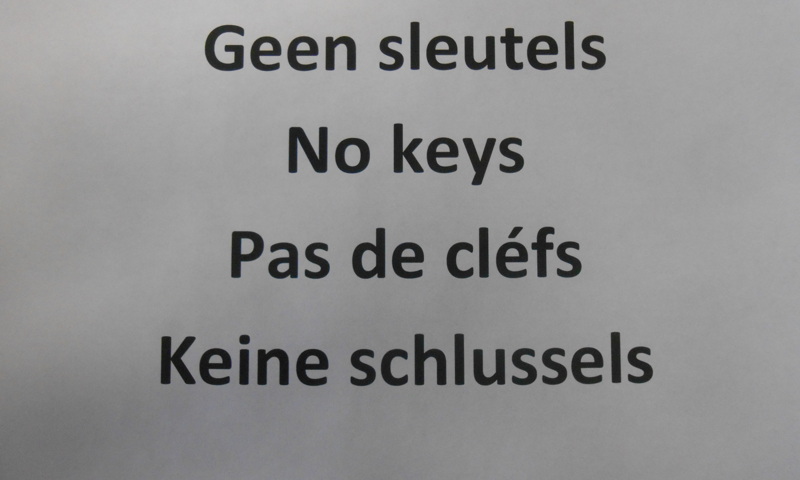 Geen sleutels
No keys
Pas de cléfs
Keine schlussels